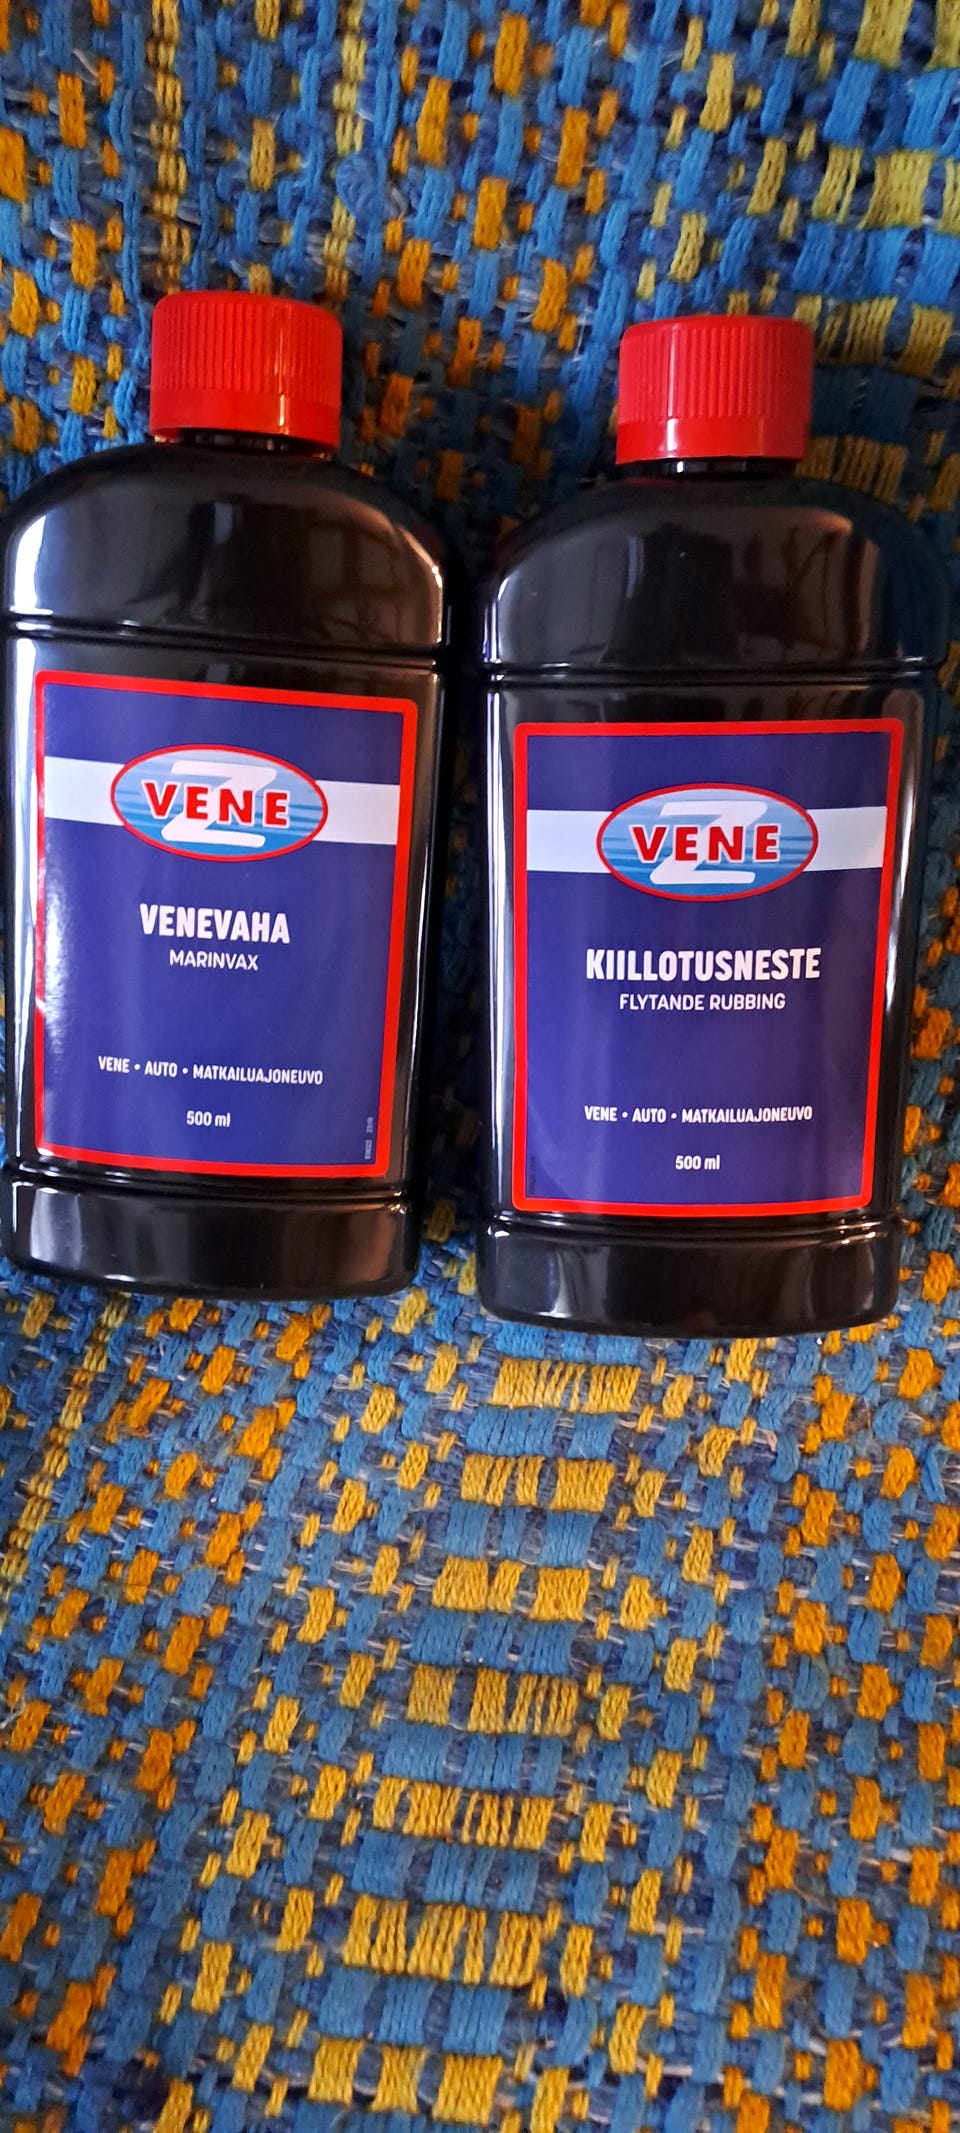 Z
VENE
VENEVAHA
MARINVAX
VENE • AUTO • MATKAILUAJONEUVO
500 ml
Z
VENE
KIILLOTUSNESTE
FLYTANDE RUBBING
VENE • AUTO • MATKAILUAJONEUVO
500 ml